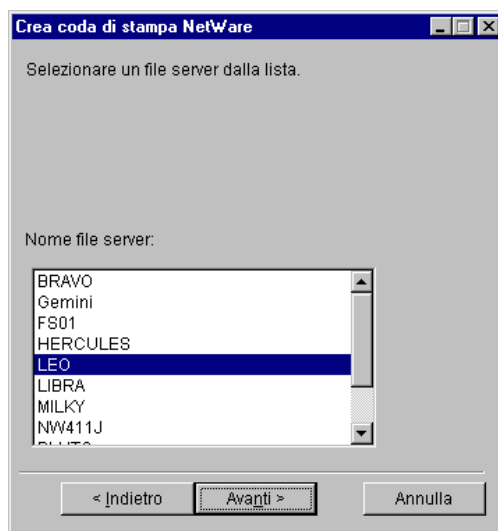 Crea coda di stampa NetWare
Selezionare un file server dalla lista.
Nome file server:
BRAVO
Gemini
FS01
HERCULES
LEO
LIBRA
MILKY
NW411J
< Indietro
Avanti >
Annulla